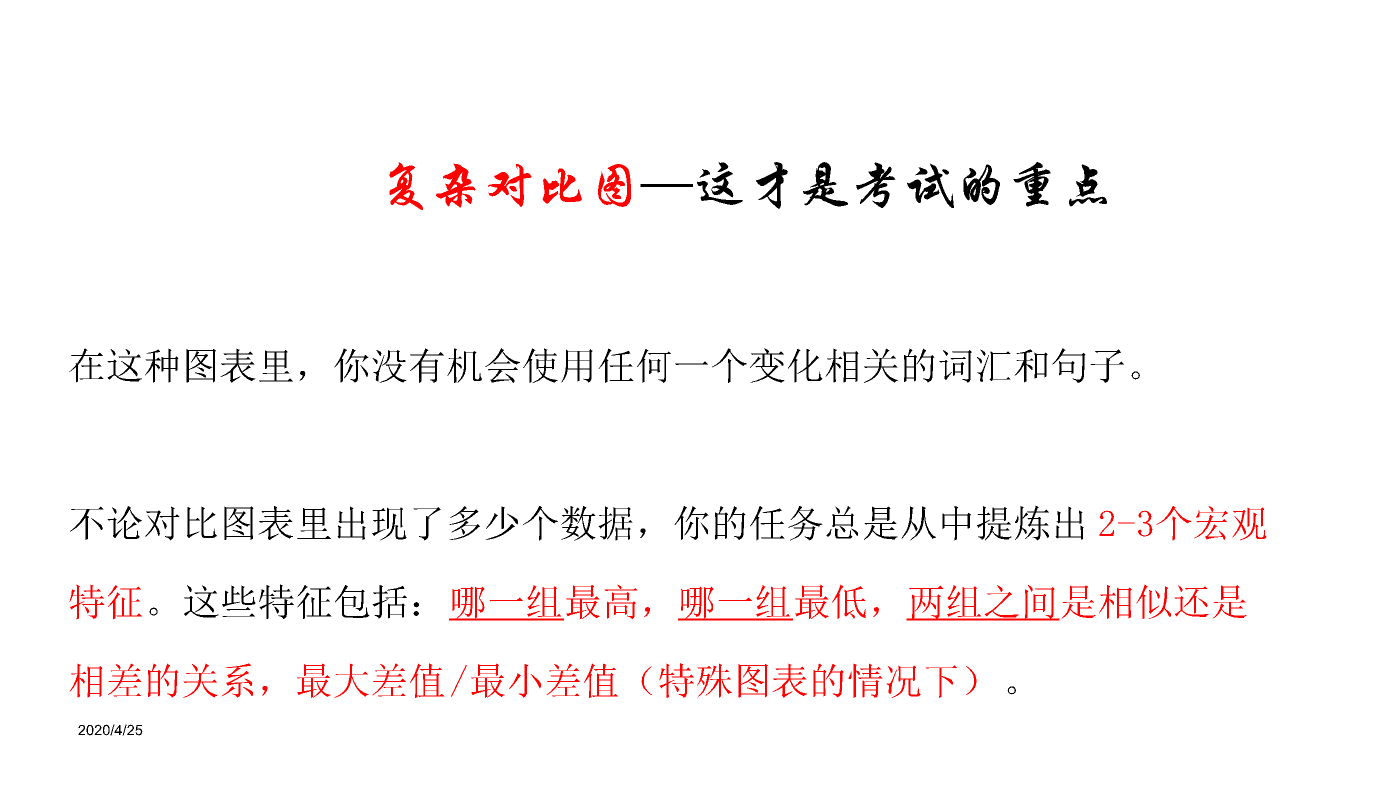 复杂对比图—这才是考试的重点
在这种图表里，你没有机会使用任何一个变化相关的词汇和句子。
不论对比图表里出现了多少个数据，你的任务总是从中提炼出 2-3个宏观
特征。这些特征包括：哪一组最高，哪一组最低，两组之间是相似还是
相差的关系，最大差值/最小差值（特殊图表的情况下）。
2020/4/25